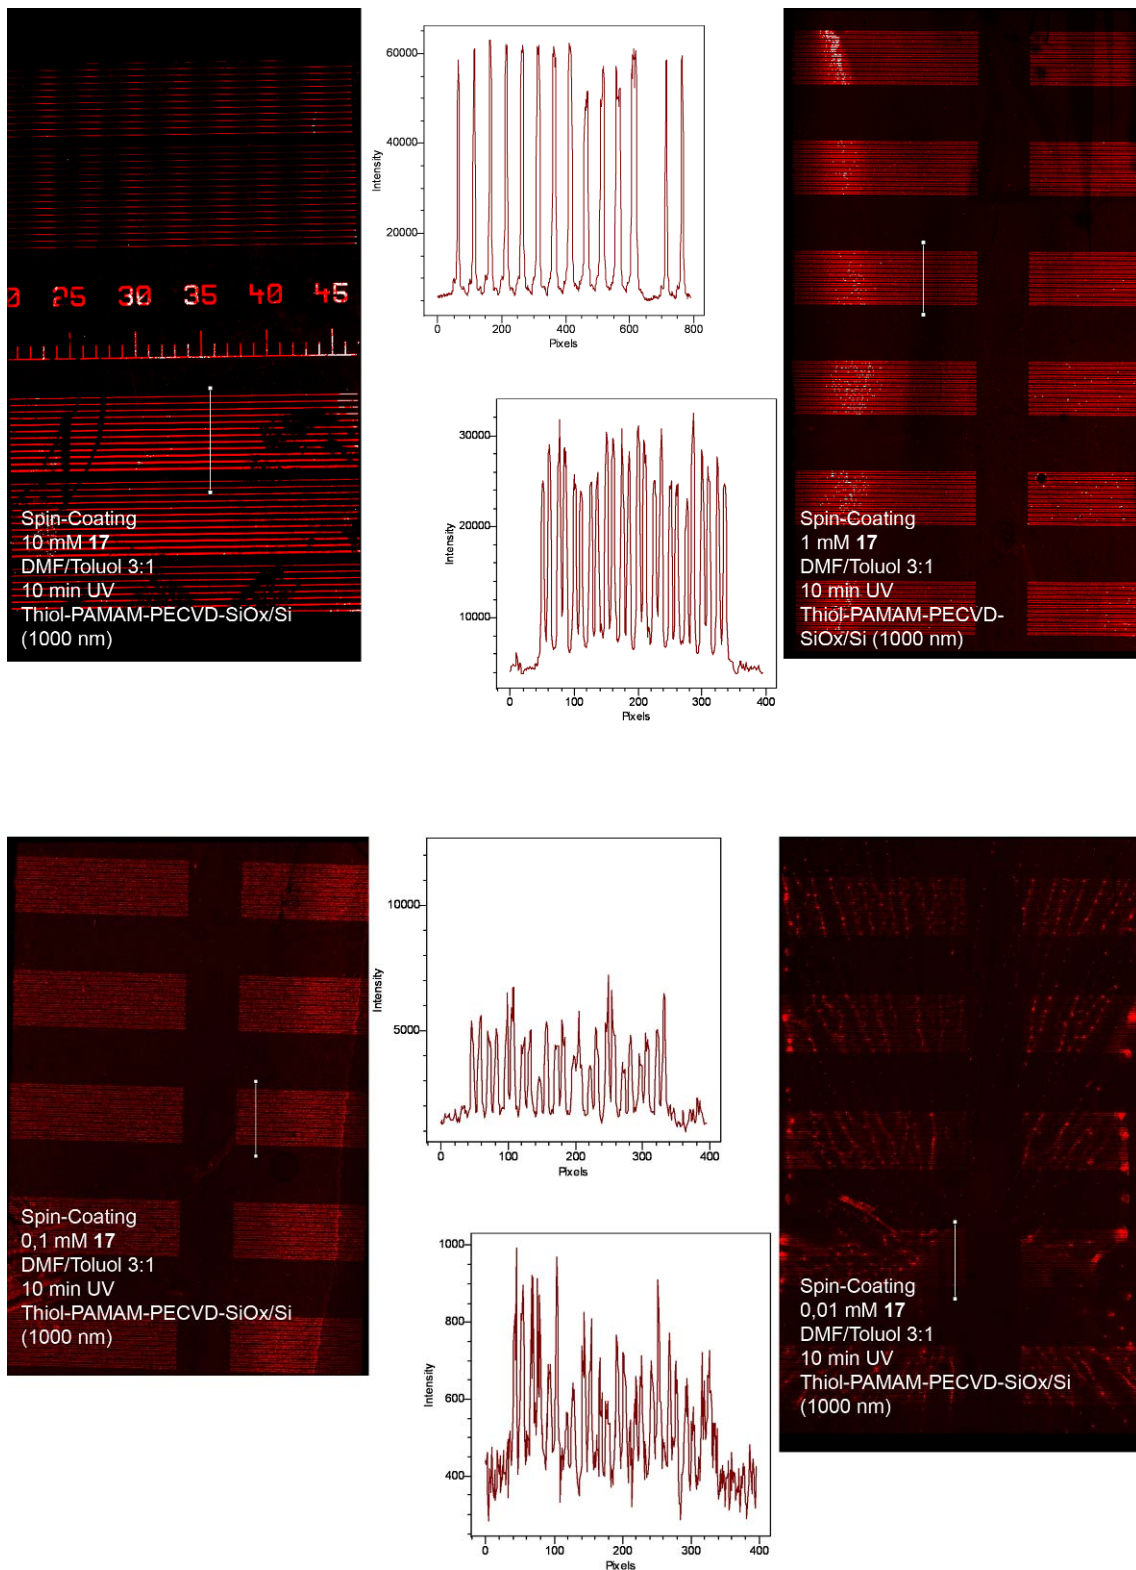 0 25 30 35 40 45
Spin-Coating
10 mM 17
DMF/Toluol 3:1
10 min UV
Thiol-PAMAM-PECVD-SiOx/Si
(1000 nm)
60000
40000
20000
Intensity
0 200 400 600 800
Pixels
30000
20000
10000
Intensity
0 100 200 300 400
Pixels
Spin-Coating
1 mM 17
DMF/Toluol 3:1
10 min UV
Thiol-PAMAM-PECVD-
SiOx/Si (1000 nm)
Spin-Coating
0,1 mM 17
DMF/Toluol 3:1
10 min UV
Thiol-PAMAM-PECVD-SiOx/Si
(1000 nm)
10000
5000
Intensity
0 100 200 300 400
Pixels
1000
800
600
400
Intensity
0 100 200 300 400
Pixels
Spin-Coating
0,01 mM 17
DMF/Toluol 3:1
10 min UV
Thiol-PAMAM-PECVD-SiOx/Si
(1000 nm)